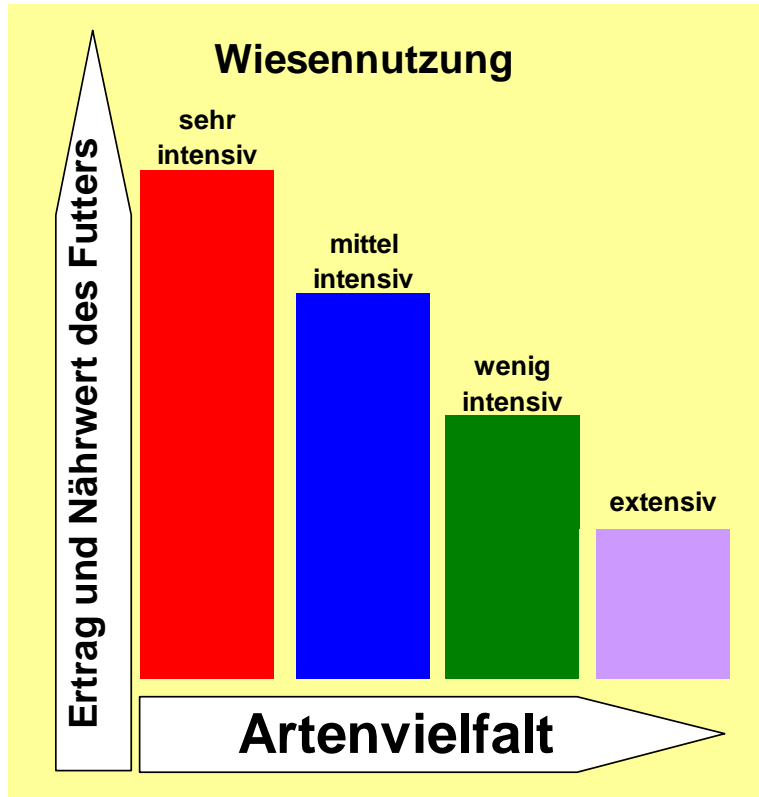 Wiesennutzung
sehr
intensiv
mittel
intensiv
wenig
intensiv
extensiv
Ertrag und Nährwert des Futters
Artenvielfalt